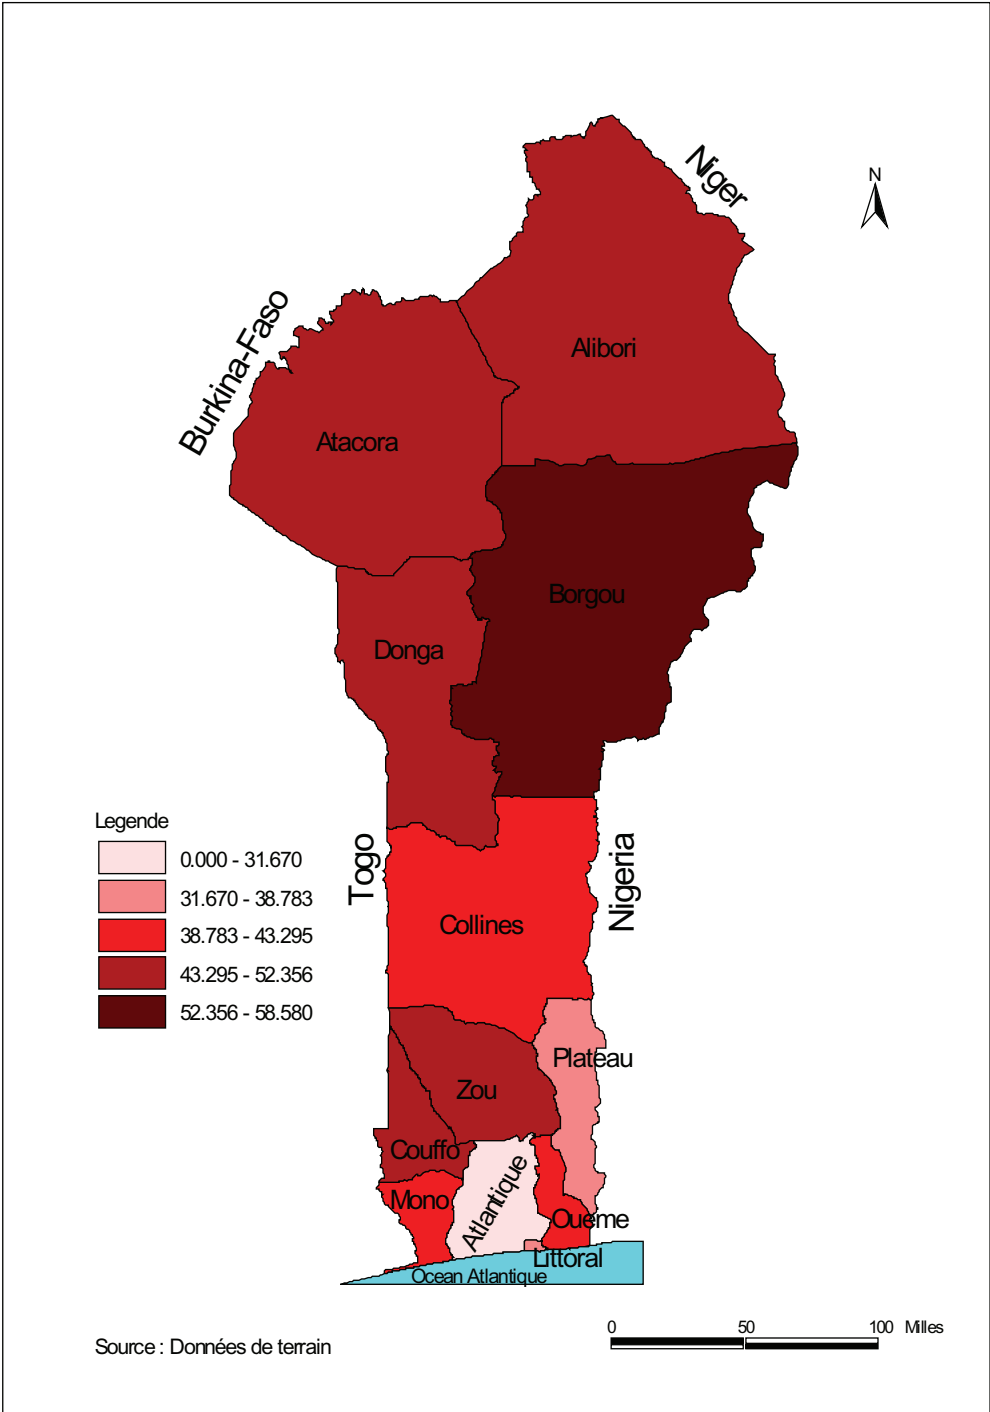 N
Niger
Burkina-Faso
Alibori
Atacora
Borgou
Donga
Legende
0.000 - 31.670
31.670 - 38.783
38.783 - 43.295
43.295 - 52.356
52.356 - 58.580
Togo
Nigeria
Collines
Plateau
Zou
Couffo
Atlantique
Mono
Oueme
Littoral
Ocean Atlantique
0 50 100 Milles
Source : Données de terrain